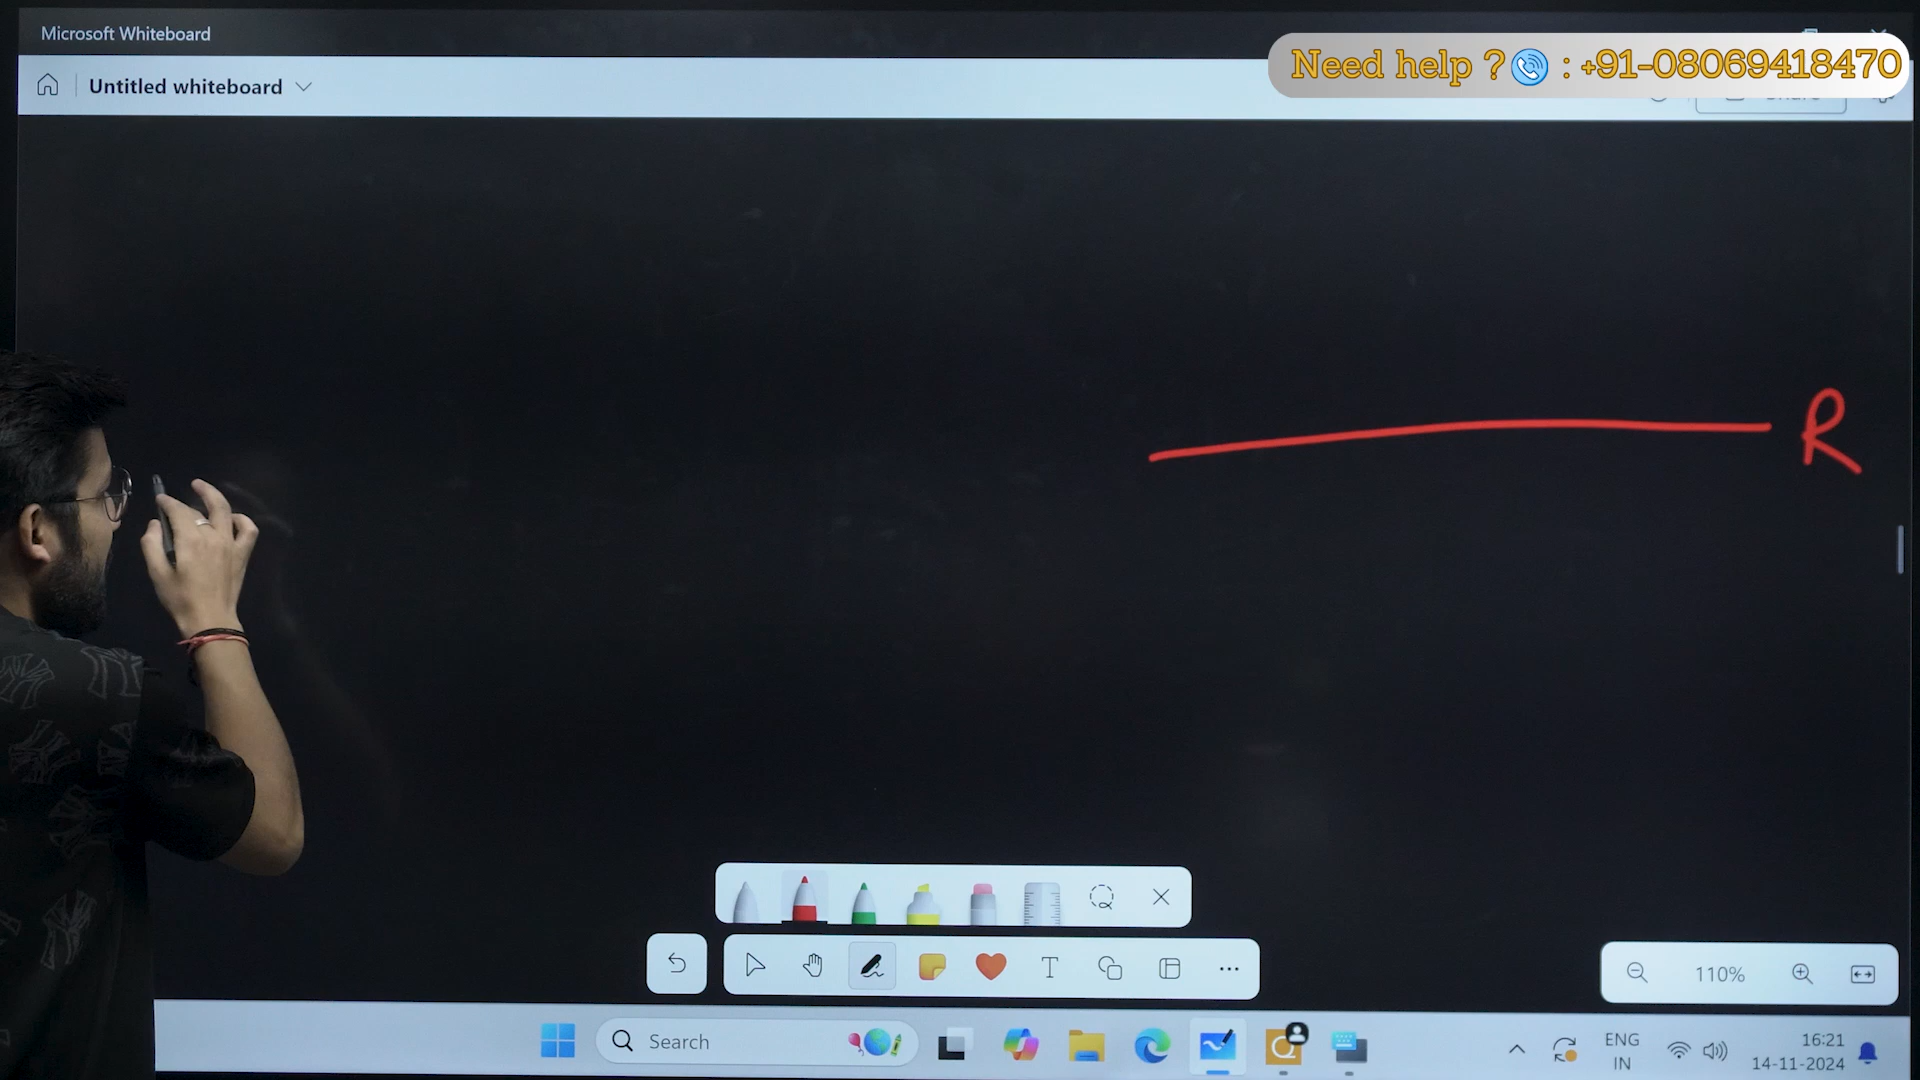 Microsoft Whiteboard
Need help ? : +91-08069418470
Untitled whiteboard
R
T
110%
Search
ENG
IN
16:21
14-11-2024